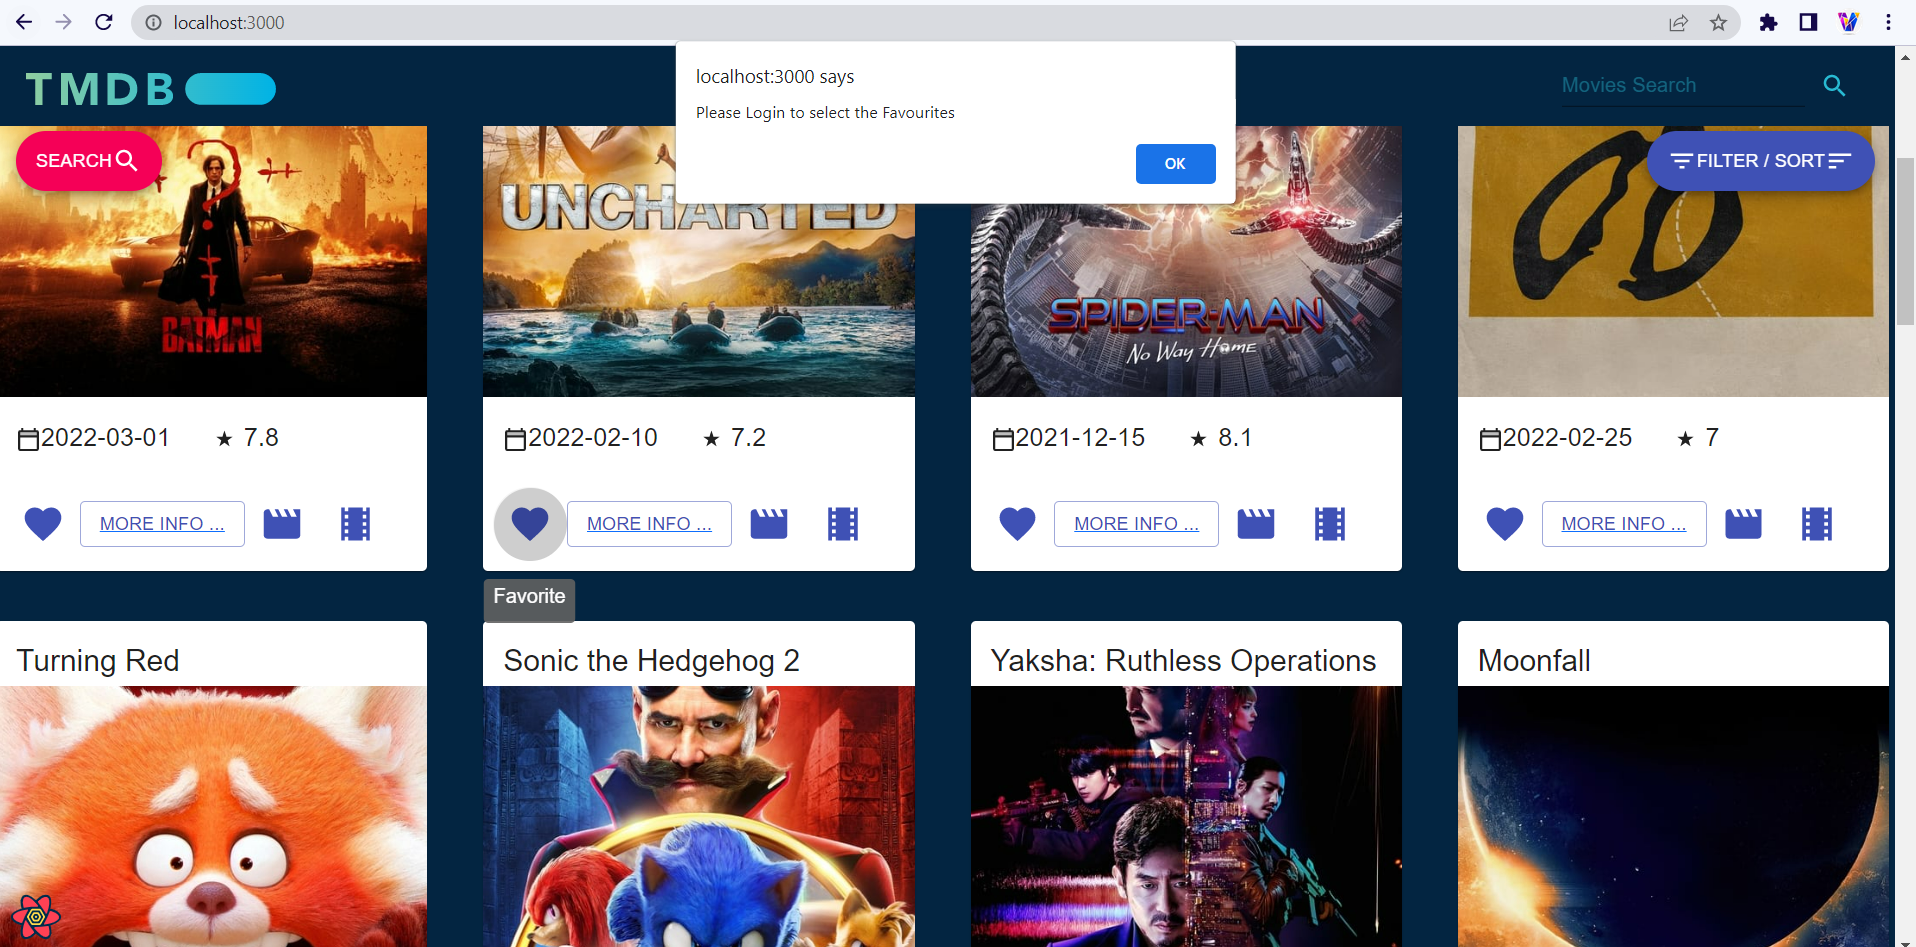 localhost:3000
localhost:3000 says
Please Login to select the Favourites
OK
TMDB
Movies Search
SEARCH
FILTER / SORT
THE
BATMAN
UNCHARTED
SPIDER-MAN
No Way Home
2022-03-01 ★ 7.8
2022-02-10 ★ 7.2
2021-12-15 ★ 8.1
2022-02-25 ★ 7
MORE INFO ...
MORE INFO ...
MORE INFO ...
MORE INFO ...
Favorite
Turning Red
Sonic the Hedgehog 2
Yaksha: Ruthless Operations
Moonfall